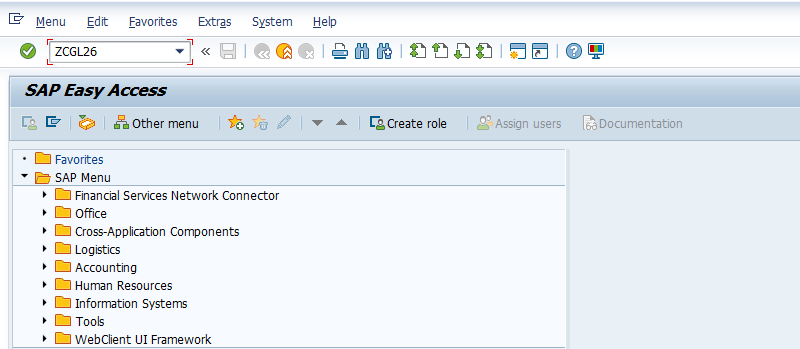 Menu Edit Favorites Extras System Help
ZCGL26
SAP Easy Access
Other menu Create role Assign users Documentation
Favorites
SAP Menu
Financial Services Network Connector
Office
Cross-Application Components
Logistics
Accounting
Human Resources
Information Systems
Tools
WebClient UI Framework